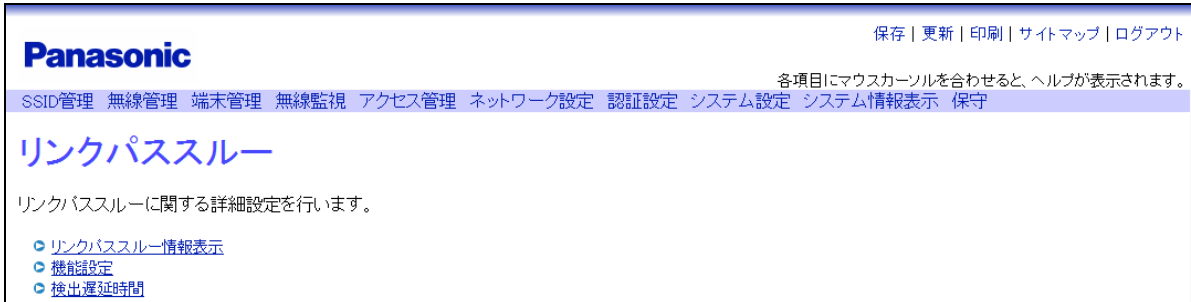 保存 | 更新 | 印刷 | サイトマップ | ログアウト
Panasonic
各項目にマウスカーソルを合わせると、ヘルプが表示されます。
SSID管理 無線管理 端末管理 無線監視 アクセス管理 ネットワーク設定 認証設定 システム設定 システム情報表示 保守
リンクパススルー
リンクパススルーに関する詳細設定を行います。
リンクパススルー情報表示
機能設定
検出遅延時間